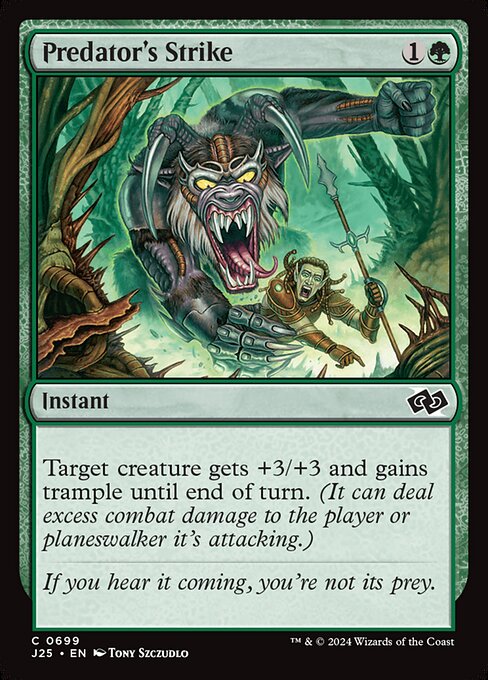 Predator's Strike 1
Instant
Target creature gets +3/+3 and gains
trample until end of turn. (It can deal
excess combat damage to the player or
planeswalker it's attacking.)
If you hear it coming, you're not its prey.
C 0699
J25 • EN Tony Szczudlo
™ & © 2024 Wizards of the Coast